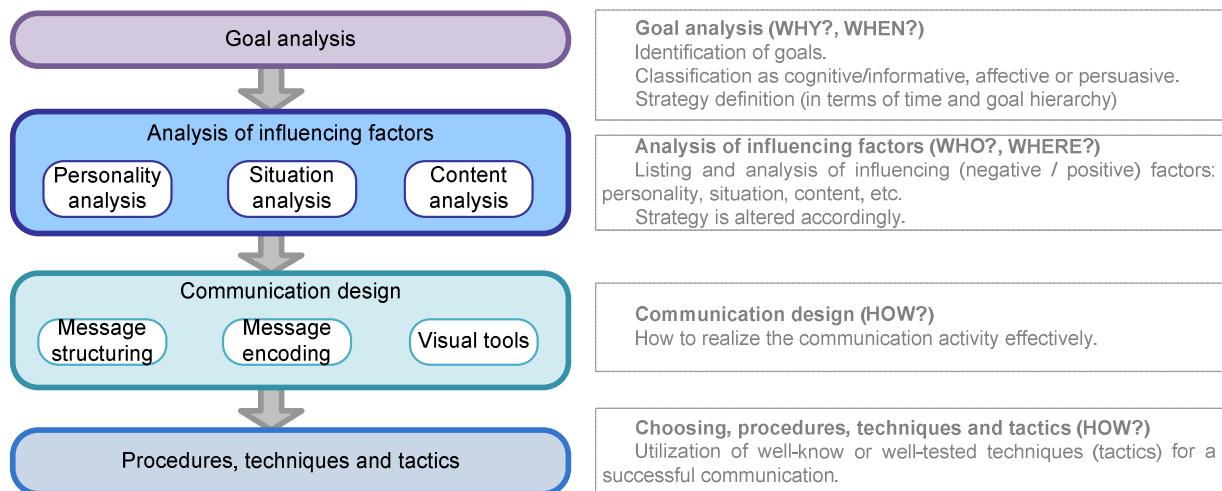 Goal analysis
Analysis of influencing factors
Personality
analysis
Situation
analysis
Content
analysis
Communication design
Message
structuring
Message
encoding
Visual tools
Procedures, techniques and tactics
Goal analysis (WHY?, WHEN?)
Identification of goals.
Classification as cognitive/informative, affective or persuasive.
Strategy definition (in terms of time and goal hierarchy)
Analysis of influencing factors (WHO?, WHERE?)
Listing and analysis of influencing (negative / positive) factors:
personality, situation, content, etc.
Strategy is altered accordingly.
Communication design (HOW?)
How to realize the communication activity effectively.
Choosing, procedures, techniques and tactics (HOW?)
Utilization of well-know or well-tested techniques (tactics) for a
successful communication.